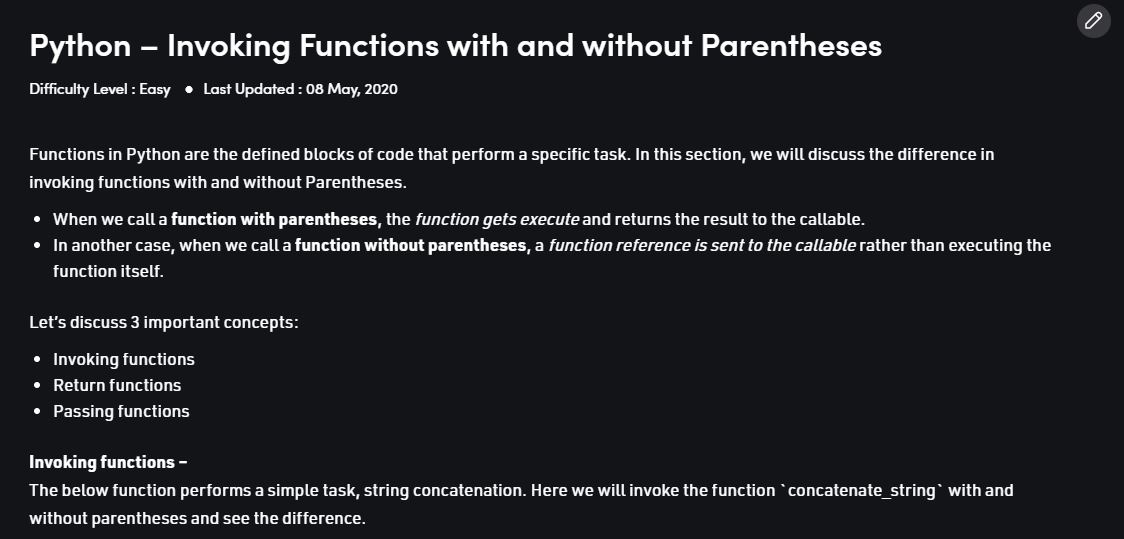 Python – Invoking Functions with and without Parentheses
Difficulty Level : Easy ● Last Updated : 08 May, 2020
Functions in Python are the defined blocks of code that perform a specific task. In this section, we will discuss the difference in
invoking functions with and without Parentheses.
• When we call a function with parentheses, the function gets execute and returns the result to the callable.
• In another case, when we call a function without parentheses, a function reference is sent to the callable rather than executing the
function itself.
Let’s discuss 3 important concepts:
• Invoking functions
• Return functions
• Passing functions
Invoking functions –
The below function performs a simple task, string concatenation. Here we will invoke the function `concatenate_string` with and
without parentheses and see the difference.